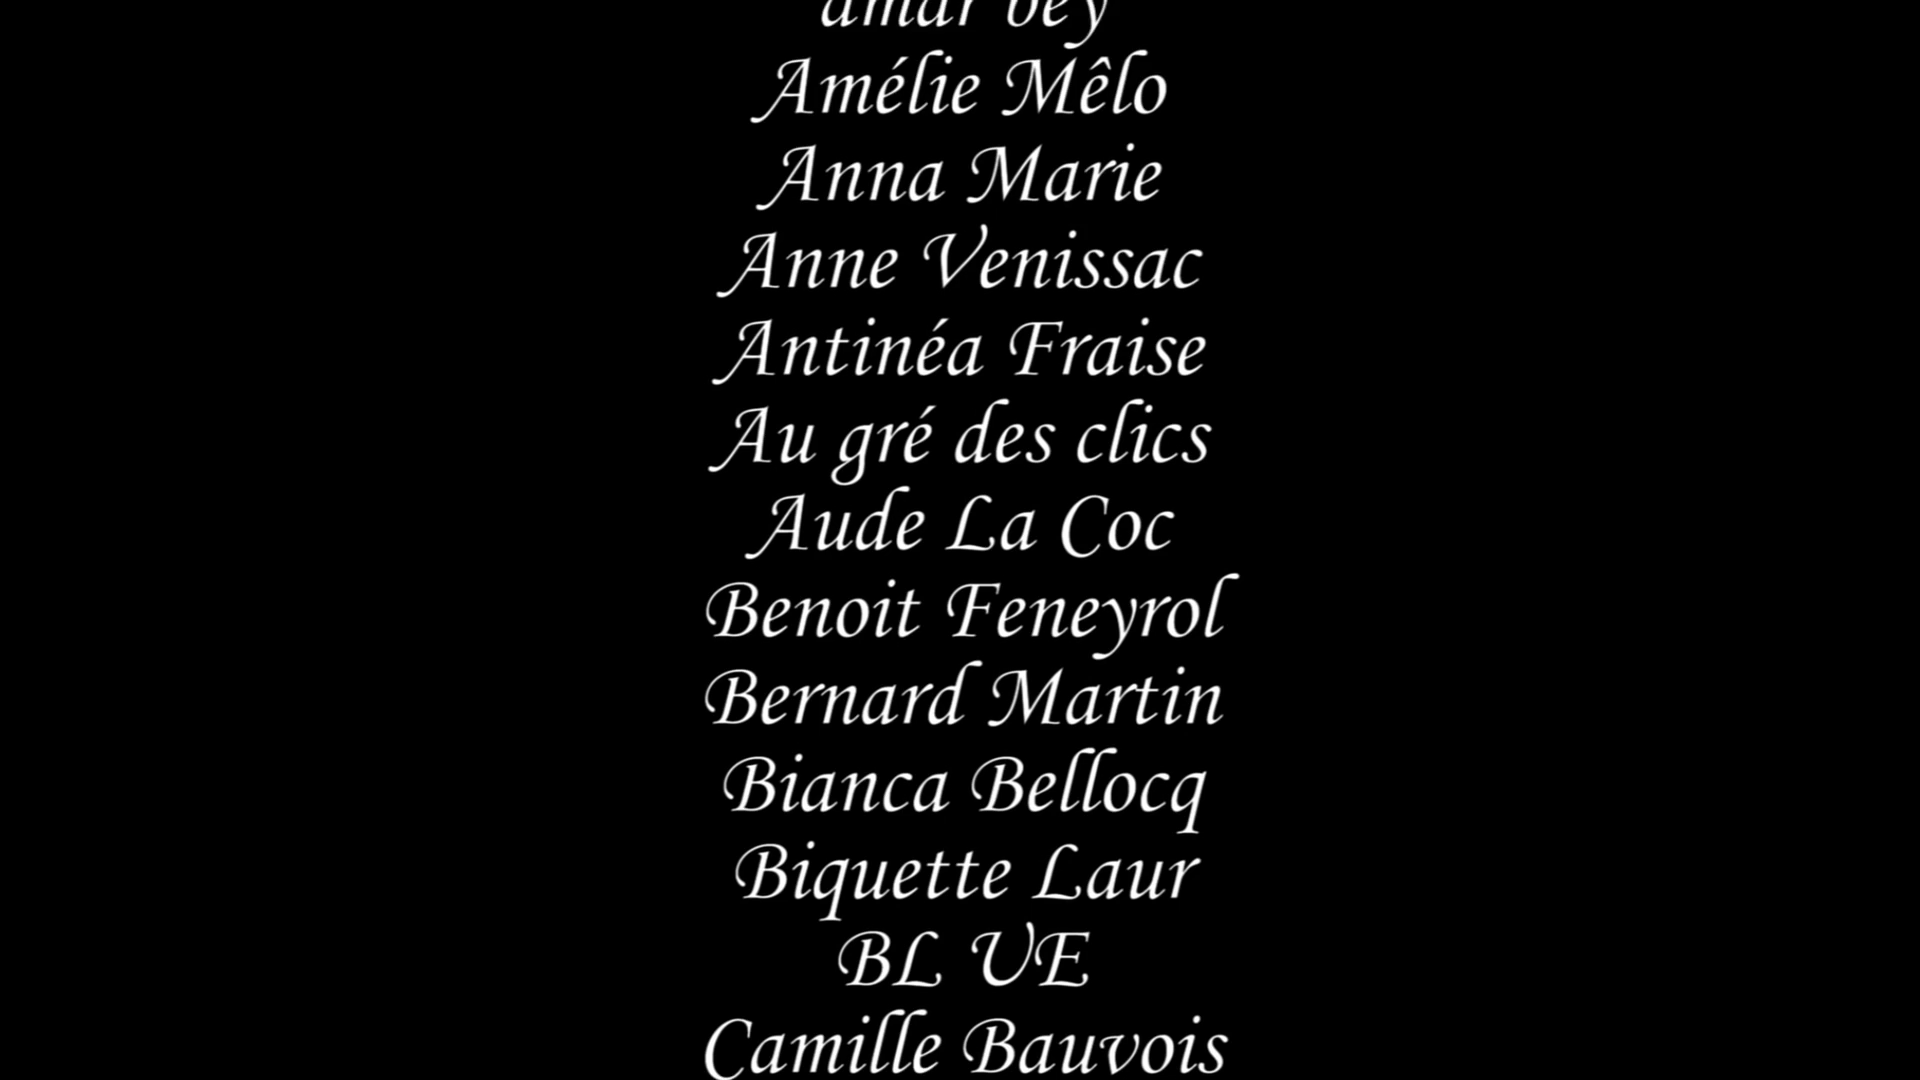 amar bey
Amélie Mêlo
Anna Marie
Anne Venissac
Antinéa Fraise
Au gré des clics
Aude La Coc
Benoit Feneyrol
Bernard Martin
Bianca Bellocq
Biquette Laur
BL UE
Camille Bauvois